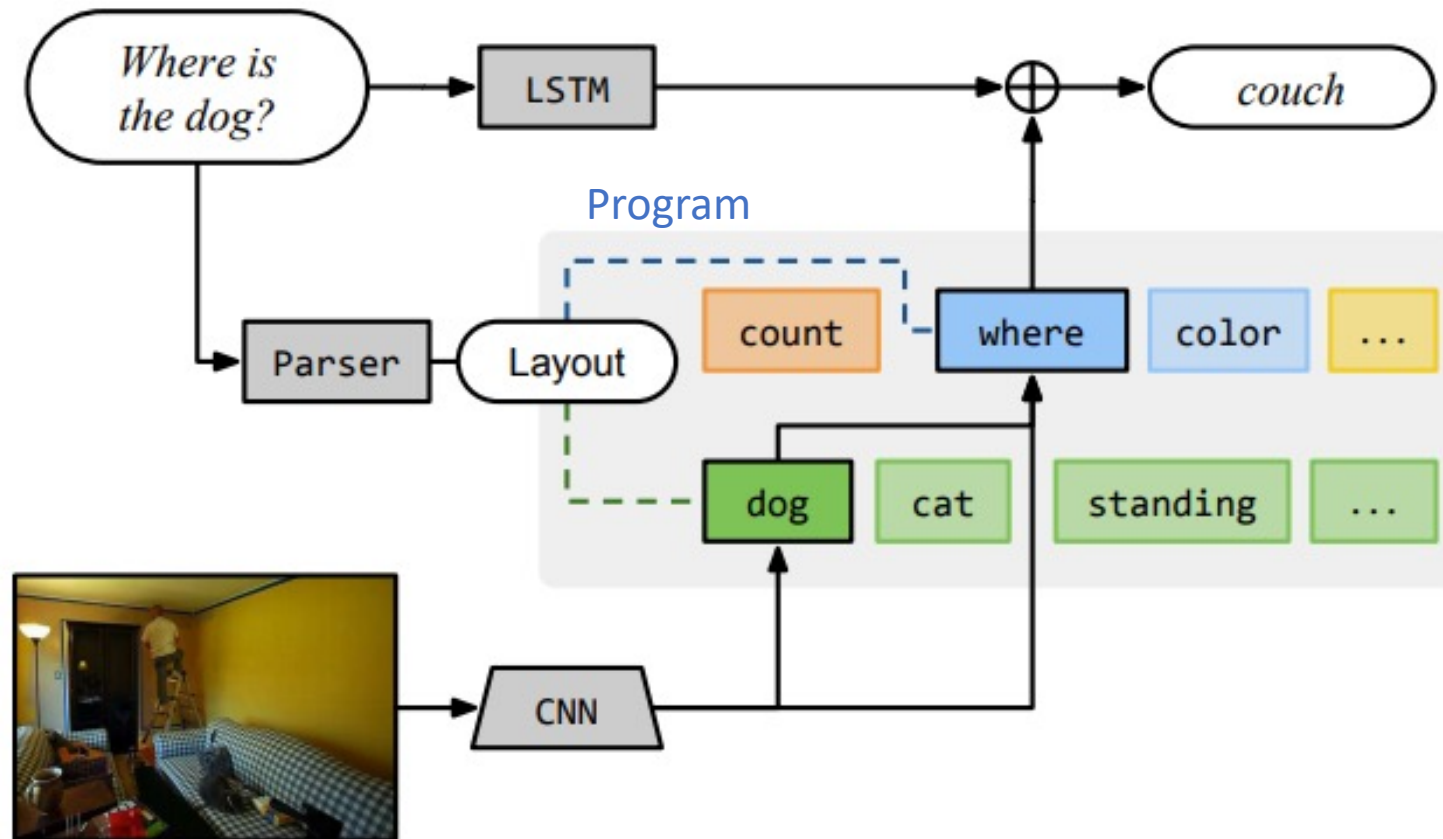 Where is
the dog?
LSTM
couch
Program
Parser
Layout
count
where
color
...
dog
cat
standing
...
CNN